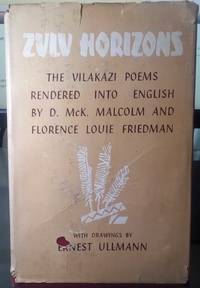 ZULU HORIZONS
THE VILAKAZI POEMS
RENDERED INTO ENGLISH
BY D. McK. MALCOLM AND
FLORENCE LOUIE FRIEDMAN
WITH DRAWINGS BY
ERNEST ULLMANN